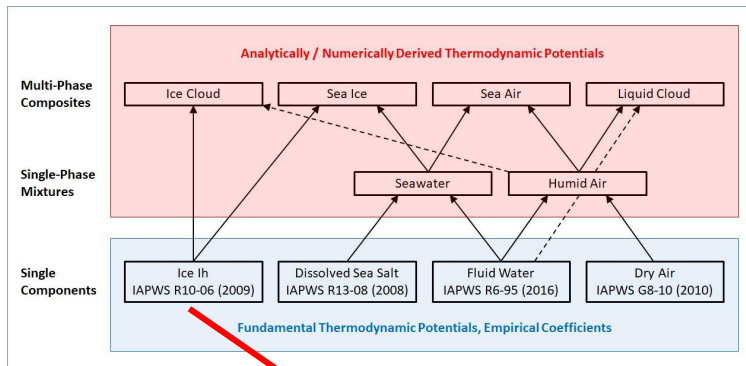 Analytically / Numerically Derived Thermodynamic Potentials
Multi-Phase
Composites
Ice Cloud
Sea Ice
Sea Air
Liquid Cloud
Single-Phase
Mixtures
Seawater
Humid Air
Single
Components
Ice Ih
IAPWS R10-06 (2009)
Dissolved Sea Salt
IAPWS R13-08 (2008)
Fluid Water
IAPWS R6-95 (2016)
Dry Air
IAPWS G8-10 (2010)
Fundamental Thermodynamic Potentials, Empirical Coefficients